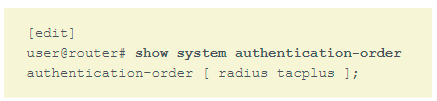 [edit]
user@router# show system authentication-order
authentication-order [ radius tacplus ];